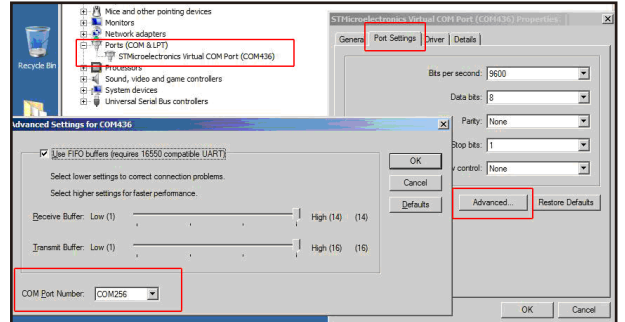 Mice and other pointing devices
Monitors
Network adapters
Ports (COM & LPT)
STMicroelectronics Virtual COM Port (COM436)
Processors
Sound, video and game controllers
System devices
Universal Serial Bus controllers
Recycle Bin
STMicroelectronics Virtual COM Port (COM436) Properties
General Port Settings Driver Details
Bits per second: 9600
Data bits: 8
Parity: None
Stop bits: 1
control: None
Advanced... Restore Defaults
OK Cancel
Advanced Settings for COM436
Use FIFO buffers (requires 16550 compatible UART)
Select lower settings to correct connection problems.
Select higher settings for faster performance.
Receive Buffer: Low (1) High (14) (14)
Transmit Buffer: Low (1) High (16) (16)
COM Port Number: COM256
OK
Cancel
Defaults